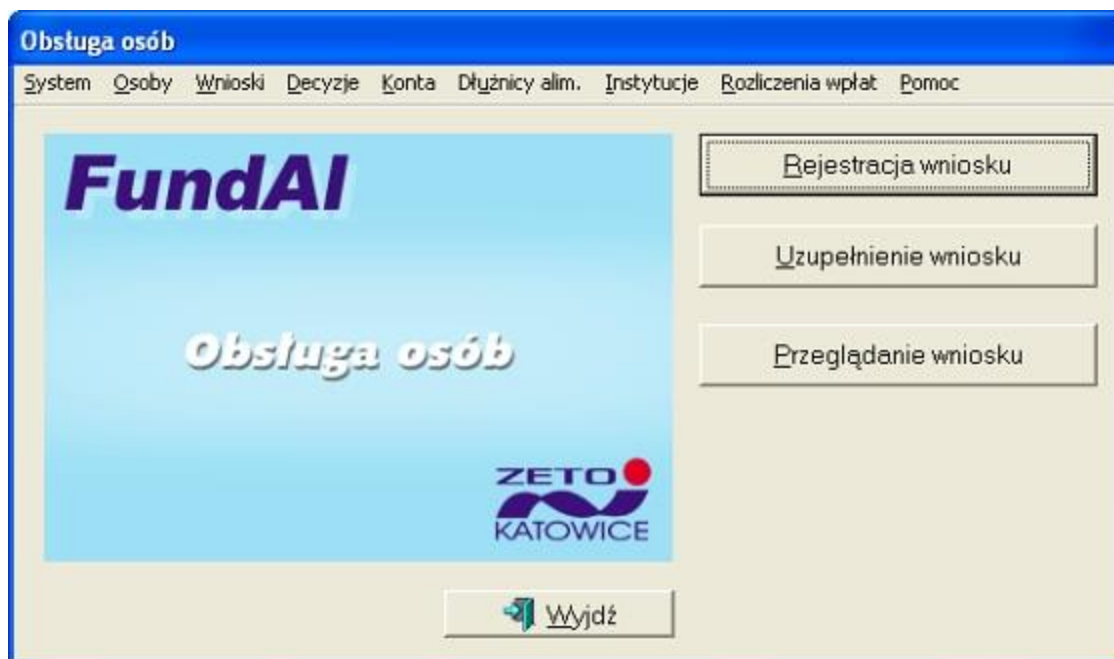 Obsługa osób
System Osoby Wnioski Decyzje Konta Dłużnicy alim. Instytucje Rozliczenia wpłat Pomoc
FundAl
Obsługa osób
ZETO
KATOWICE
Rejestracja wniosku
Uzupełnienie wniosku
Przeglądanie wniosku
Wyjdź